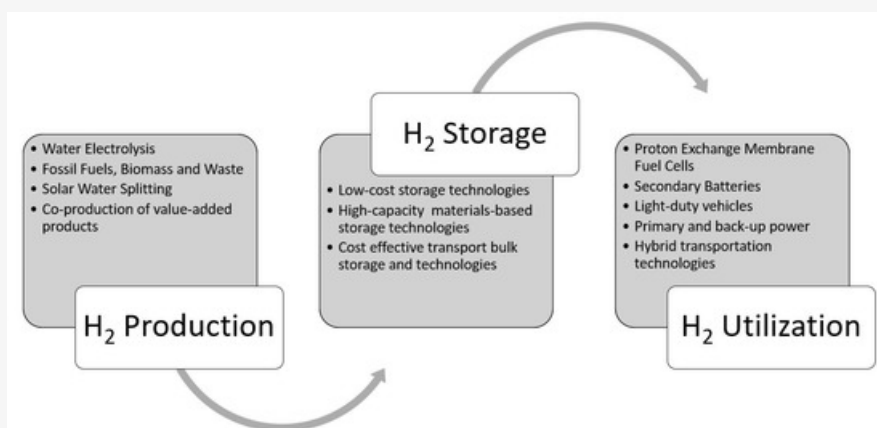 • Water Electrolysis
• Fossil Fuels, Biomass and Waste
• Solar Water Splitting
• Co-production of value-added
products
H₂ Production
H₂ Storage
• Low-cost storage technologies
• High-capacity materials-based
storage technologies
• Cost effective transport bulk
storage and technologies
• Proton Exchange Membrane
Fuel Cells
• Secondary Batteries
• Light-duty vehicles
• Primary and back-up power
• Hybrid transportation
technologies
H₂ Utilization